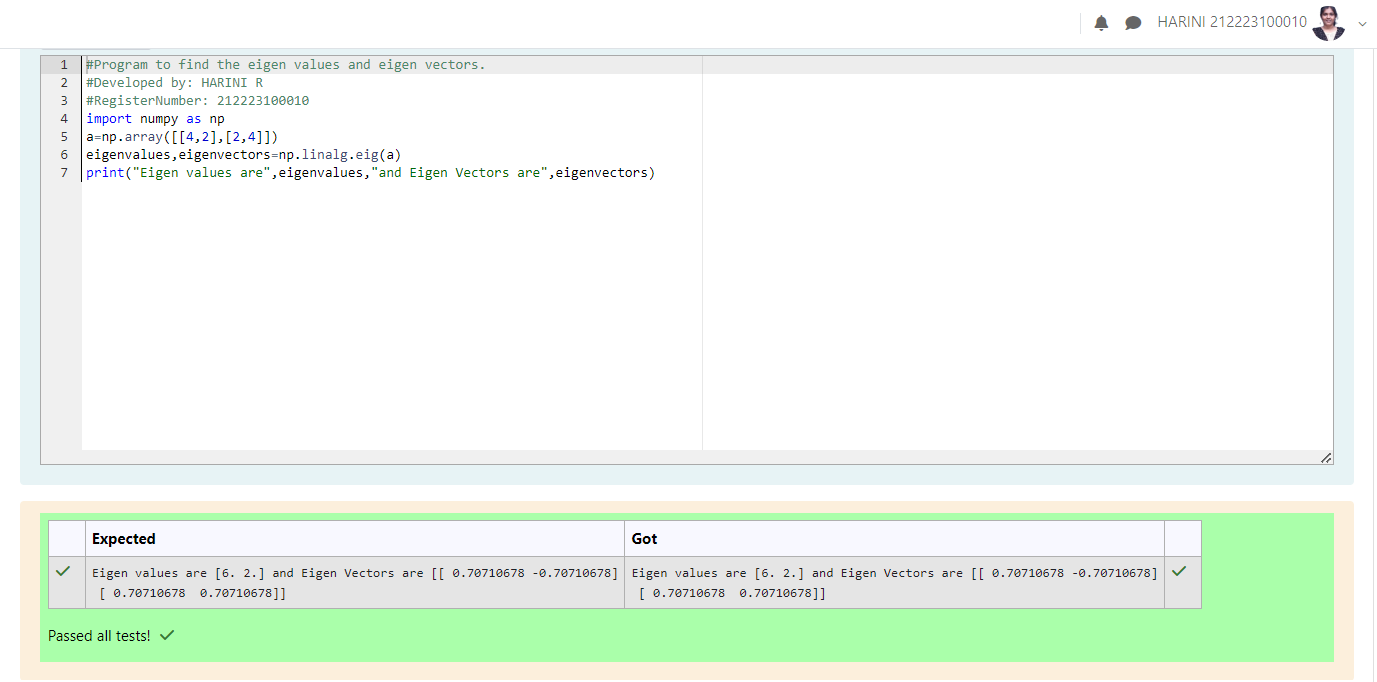 HARINI 212223100010
1 #Program to find the eigen values and eigen vectors.
2 #Developed by: HARINI R
3 #RegisterNumber: 212223100010
4 import numpy as np
5 a=np.array([[4,2],[2,4]])
6 eigenvalues,eigenvectors=np.linalg.eig(a)
7 print("Eigen values are",eigenvalues,"and Eigen Vectors are",eigenvectors)
Expected Got
Eigen values are [6. 2.] and Eigen Vectors are [[ 0.70710678 -0.70710678] Eigen values are [6. 2.] and Eigen Vectors are [[ 0.70710678 -0.70710678]
[ 0.70710678  0.70710678]] [ 0.70710678  0.70710678]]
Passed all tests!